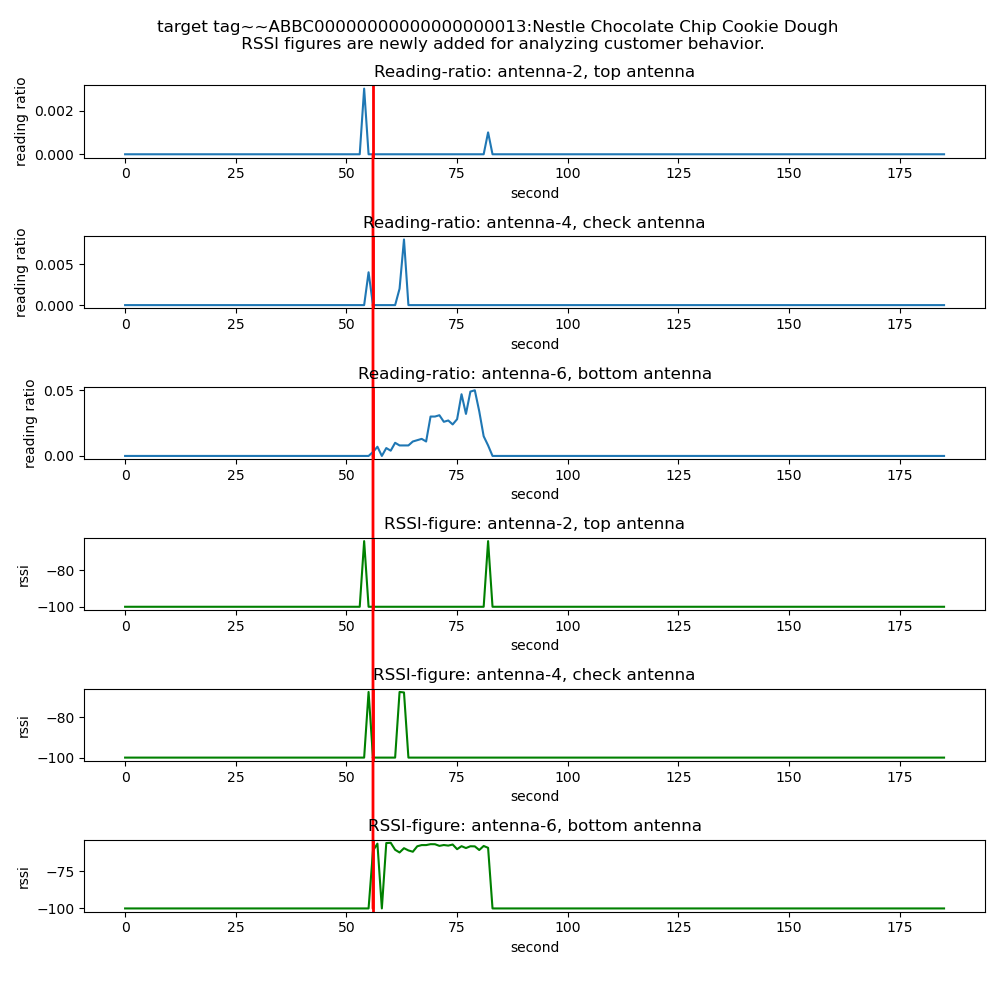 target tag~~ABBC00000000000000000013:Nestle Chocolate Chip Cookie Dough
RSSI figures are newly added for analyzing customer behavior.
Reading-ratio: antenna-2, top antenna
reading ratio
0.002
0.000
0 25 50 75 100 125 150 175
second
Reading-ratio: antenna-4, check antenna
reading ratio
0.005
0.000
0 25 50 75 100 125 150 175
second
Reading-ratio: antenna-6, bottom antenna
reading ratio
0.05
0.00
0 25 50 75 100 125 150 175
second
RSSI-figure: antenna-2, top antenna
rssi
−80
−100
0 25 50 75 100 125 150 175
second
RSSI-figure: antenna-4, check antenna
rssi
−80
−100
0 25 50 75 100 125 150 175
second
RSSI-figure: antenna-6, bottom antenna
rssi
−75
−100
0 25 50 75 100 125 150 175
second